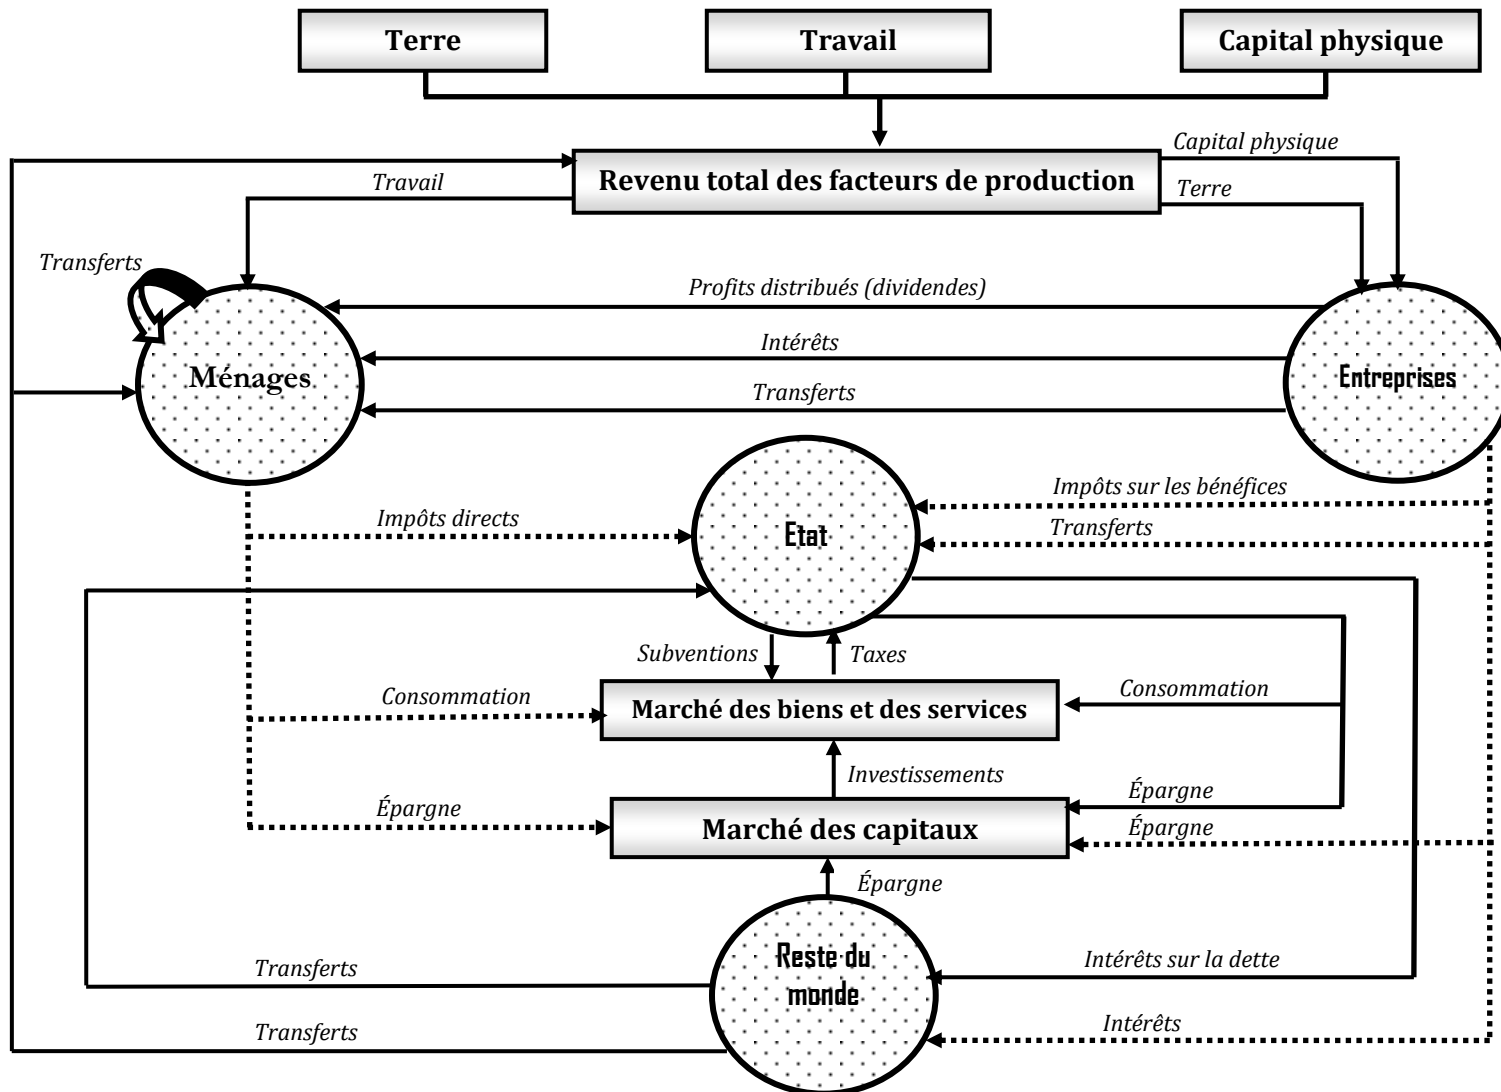 Terre
Travail
Capital physique
Capital physique
Revenu total des facteurs de production
Travail
Terre
Transferts
Profits distribués (dividendes)
Intérêts
Ménages
Entreprises
Transferts
Impôts sur les bénéfices
Impôts directs
Etat
Transferts
Subventions
Taxes
Consommation
Marché des biens et des services
Consommation
Investissements
Épargne
Épargne
Marché des capitaux
Épargne
Épargne
Reste du
monde
Transferts
Intérêts sur la dette
Transferts
Intérêts